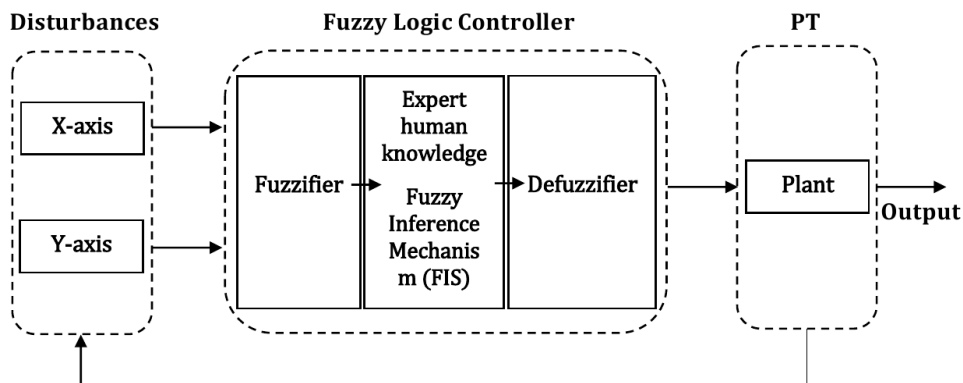 Disturbances
Fuzzy Logic Controller
PT
X-axis
Y-axis
Fuzzifier
Expert
human
knowledge
Fuzzy
Inference
Mechanis
m (FIS)
Defuzzifier
Plant
Output